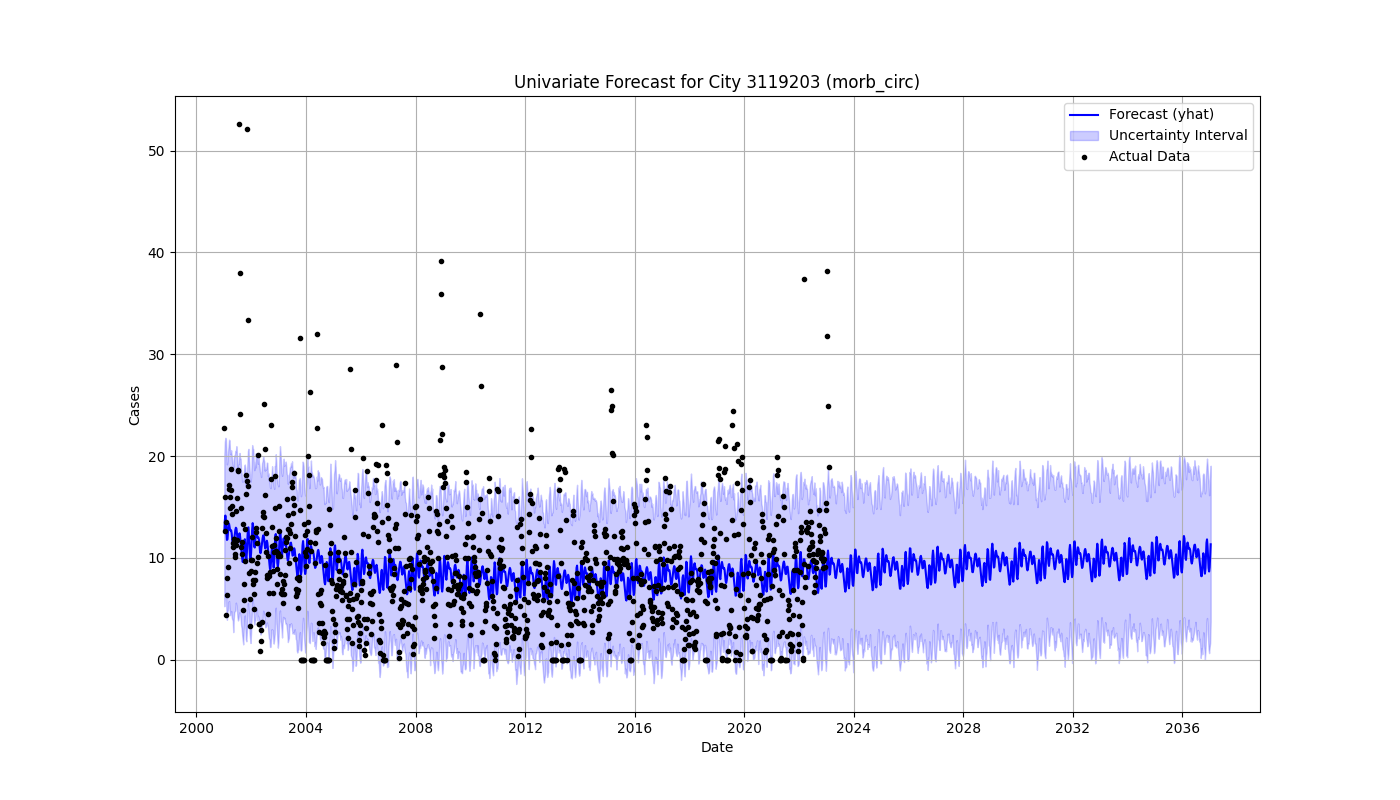 Univariate Forecast for City 3119203 (morb_circ)
Forecast (yhat)
Uncertainty Interval
Actual Data
50
40
30
20
10
0
Cases
2000 2004 2008 2012 2016 2020 2024 2028 2032 2036
Date